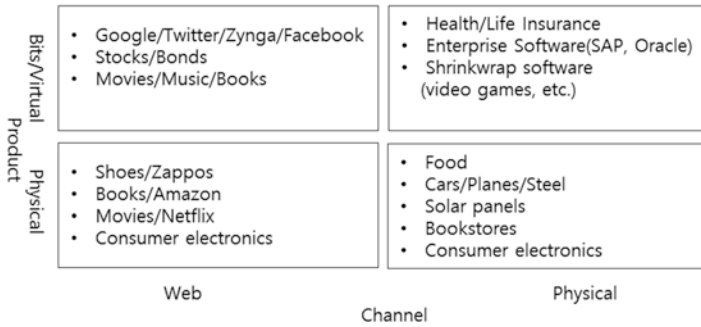 Bits/Virtual
• Google/Twitter/Zynga/Facebook
• Stocks/Bonds
• Movies/Music/Books
• Health/Life Insurance
• Enterprise Software(SAP, Oracle)
• Shrinkwrap software
(video games, etc.)
Product
Physical
• Shoes/Zappos
• Books/Amazon
• Movies/Netflix
• Consumer electronics
• Food
• Cars/Planes/Steel
• Solar panels
• Bookstores
• Consumer electronics
Web
Physical
Channel